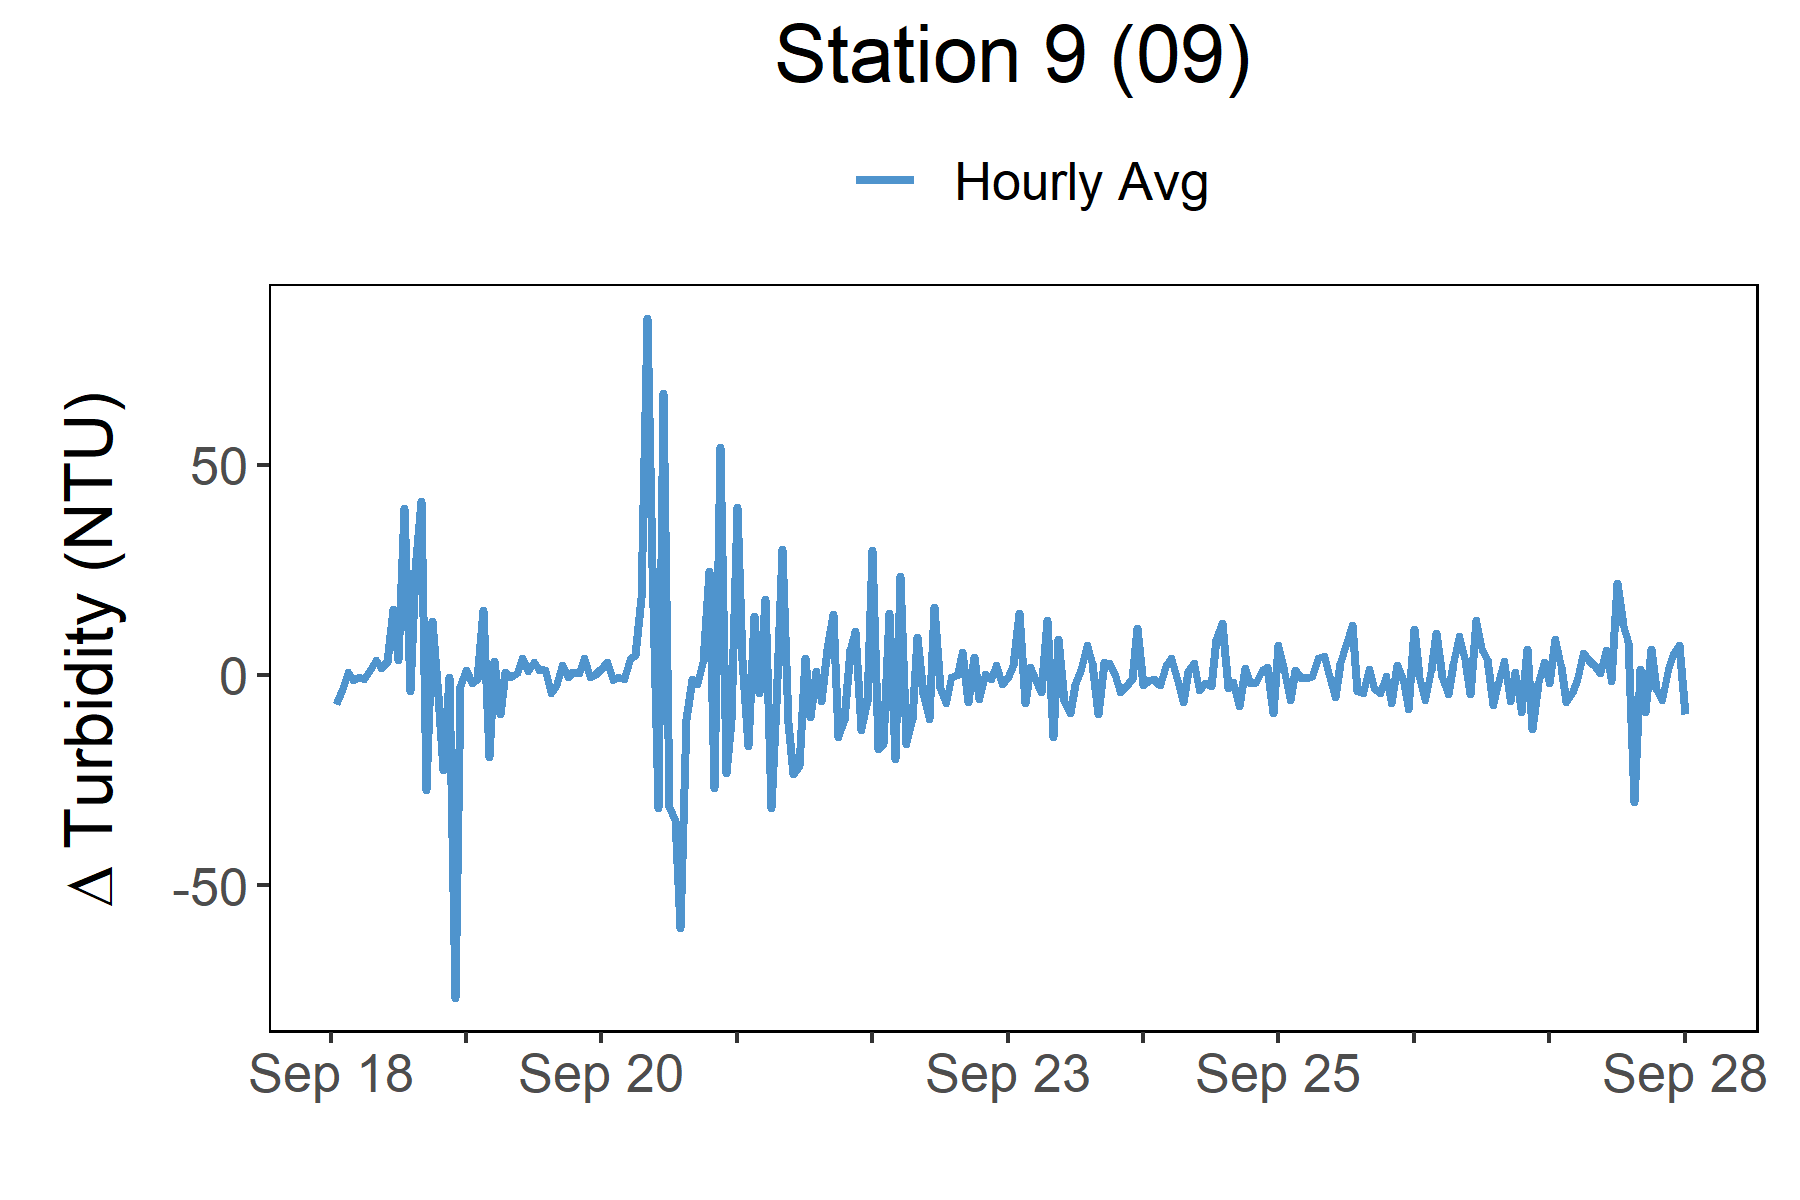 Station 9 (09)
Hourly Avg
Δ Turbidity (NTU)
50
0
-50
Sep 18
Sep 20
Sep 23
Sep 25
Sep 28